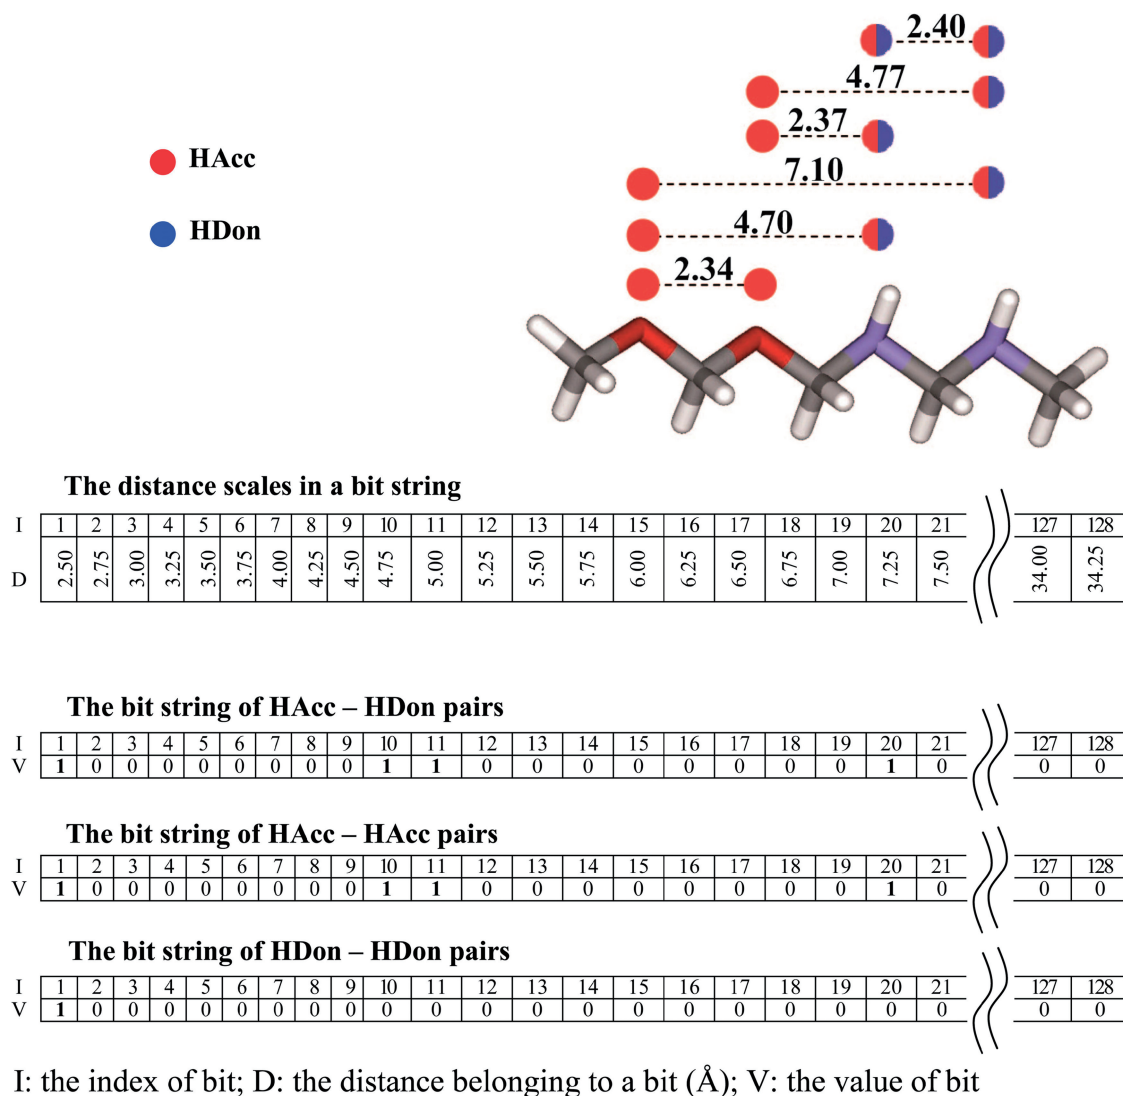 2.40
4.77
2.37
HAcc
7.10
HDon
4.70
2.34
The distance scales in a bit string
I 1 2 3 4 5 6 7 8 9 10 11 12 13 14 15 16 17 18 19 20 21 127 128
D 2.50 2.75 3.00 3.25 3.50 3.75 4.00 4.25 4.50 4.75 5.00 5.25 5.50 5.75 6.00 6.25 6.50 6.75 7.00 7.25 7.50 34.00 34.25
The bit string of HAcc – HDon pairs
I 1 2 3 4 5 6 7 8 9 10 11 12 13 14 15 16 17 18 19 20 21 127 128
V 1 0 0 0 0 0 0 0 0 1 1 0 0 0 0 0 0 0 0 1 0 0 0
The bit string of HAcc – HAcc pairs
I 1 2 3 4 5 6 7 8 9 10 11 12 13 14 15 16 17 18 19 20 21 127 128
V 1 0 0 0 0 0 0 0 0 1 1 0 0 0 0 0 0 0 0 1 0 0 0
The bit string of HDon – HDon pairs
I 1 2 3 4 5 6 7 8 9 10 11 12 13 14 15 16 17 18 19 20 21 127 128
V 1 0 0 0 0 0 0 0 0 0 0 0 0 0 0 0 0 0 0 0 0 0 0
I: the index of bit; D: the distance belonging to a bit (Å); V: the value of bit